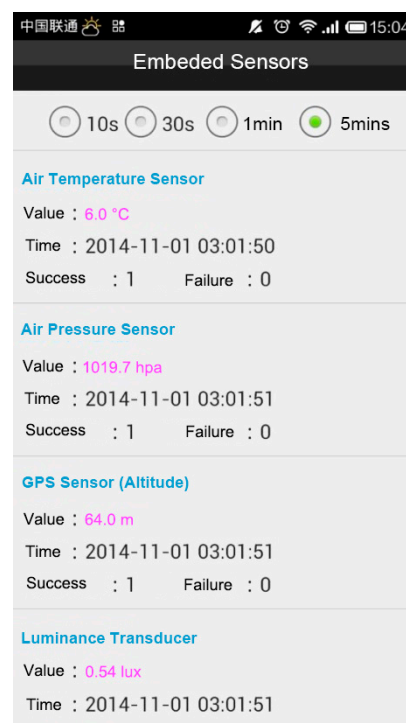 中国联通 15:04
Embeded Sensors
10s 30s 1min 5mins
Air Temperature Sensor
Value : 6.0 °C
Time : 2014-11-01 03:01:50
Success : 1 Failure : 0
Air Pressure Sensor
Value : 1019.7 hpa
Time : 2014-11-01 03:01:51
Success : 1 Failure : 0
GPS Sensor (Altitude)
Value : 64.0 m
Time : 2014-11-01 03:01:51
Success : 1 Failure : 0
Luminance Transducer
Value : 0.54 lux
Time : 2014-11-01 03:01:51